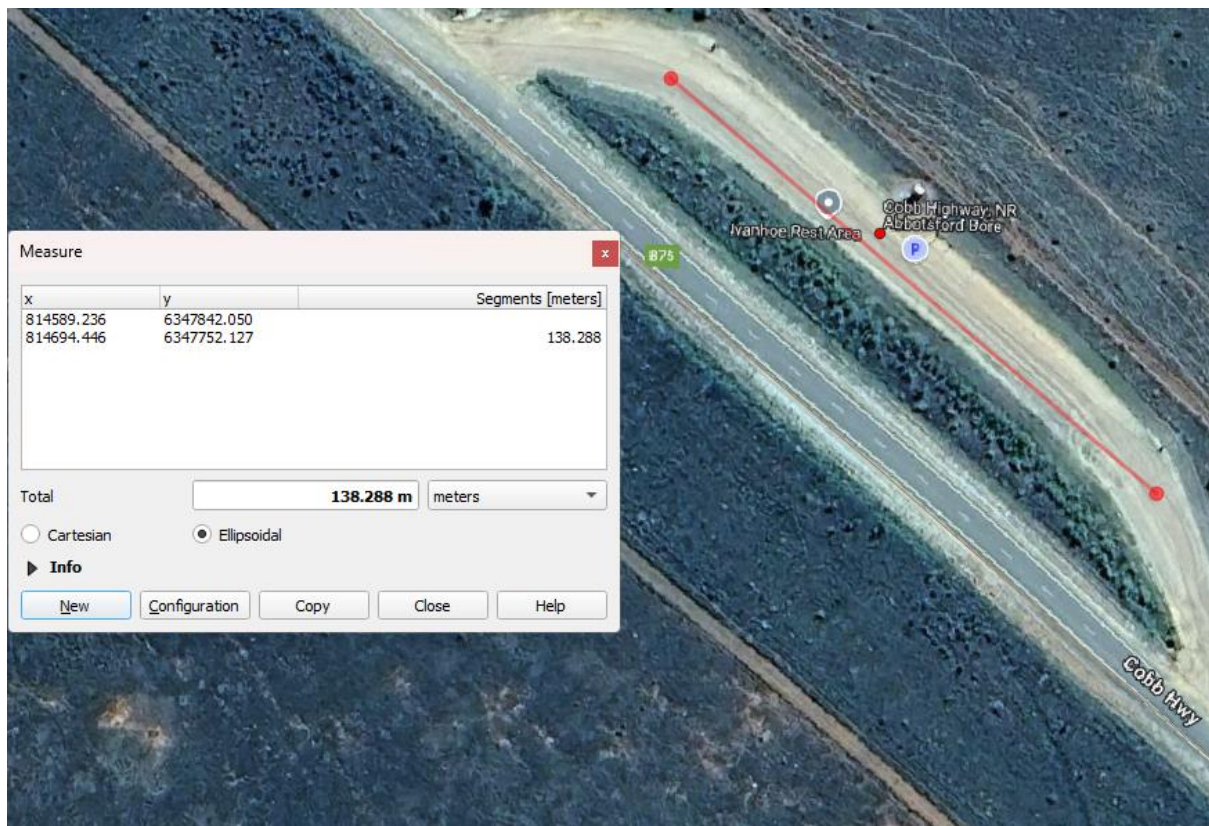 Cobb Highway, NR
Abbotsford Bore
Ivanhoe Rest Area
P
B75
Cobb Hwy
Measure
x
x y Segments [meters]
814589.236 6347842.050
814694.446 6347752.127 138.288
Total 138.288 m meters
Cartesian Ellipsoidal
Info
New Configuration Copy Close Help